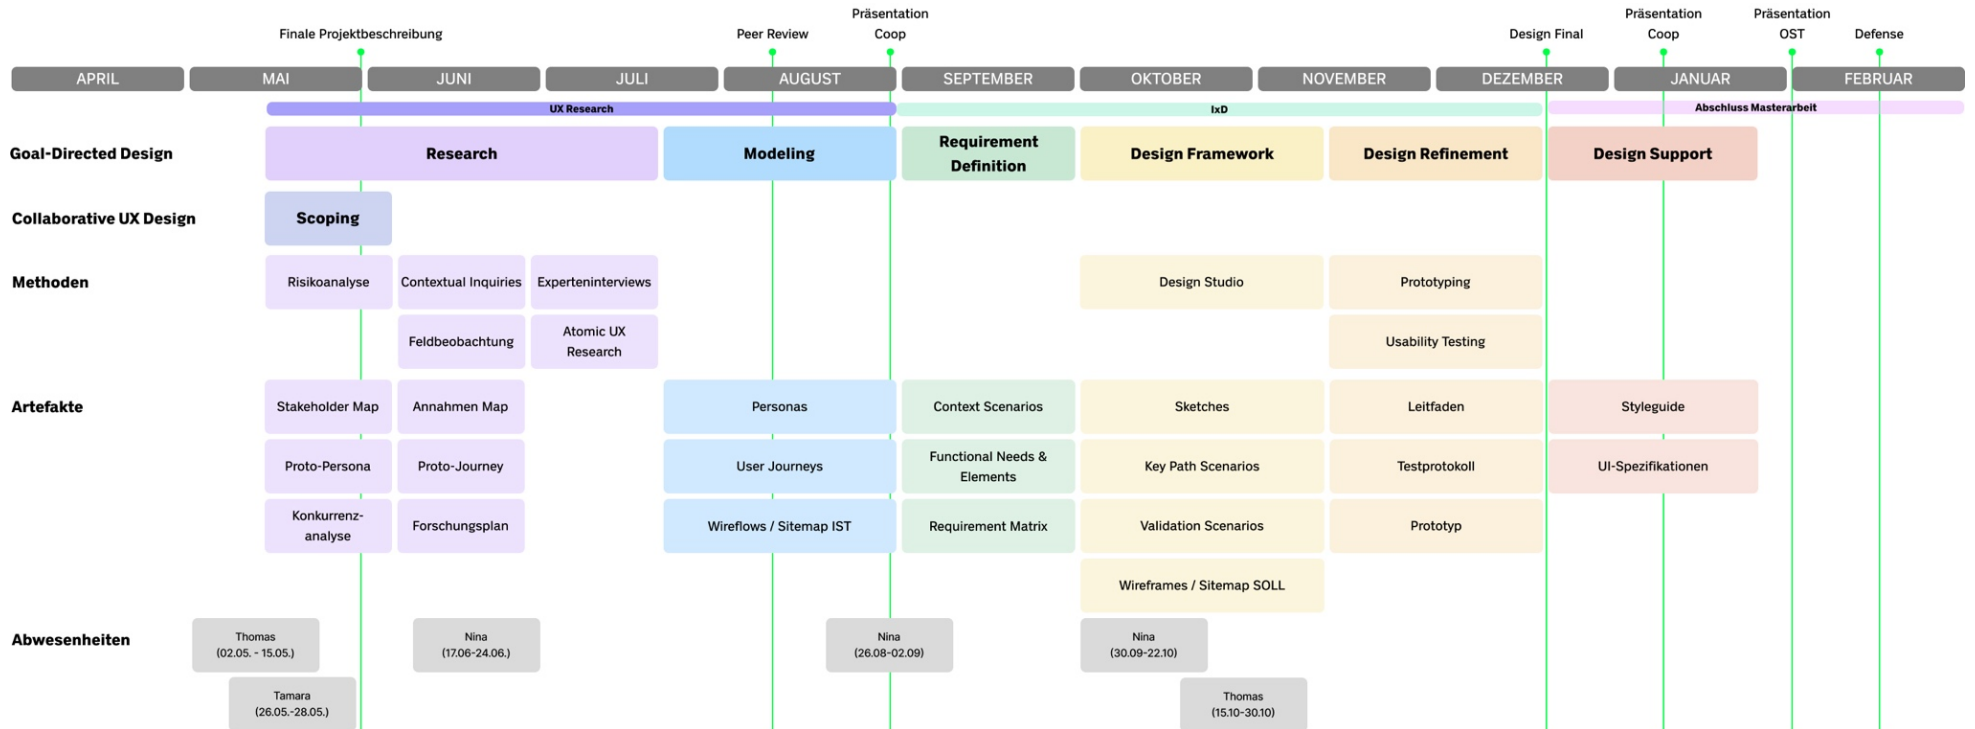 Präsentation
Präsentation
Präsentation
Finale Projektbeschreibung
Peer Review
Coop
Design Final
Coop
OST
Defense
APRIL
MAI
JUNI
JULI
AUGUST
SEPTEMBER
OKTOBER
NOVEMBER
DEZEMBER
JANUAR
FEBRUAR
UX Research
IxD
Abschluss Masterarbeit
Goal-Directed Design
Research
Modeling
Requirement
Definition
Design Framework
Design Refinement
Design Support
Collaborative UX Design
Scoping
Methoden
Risikoanalyse
Contextual Inquiries
Experteninterviews
Design Studio
Prototyping
Feldbeobachtung
Atomic UX
Research
Usability Testing
Artefakte
Stakeholder Map
Annahmen Map
Personas
Context Scenarios
Sketches
Leitfaden
Styleguide
Proto-Persona
Proto-Journey
User Journeys
Functional Needs &
Elements
Key Path Scenarios
Testprotokoll
UI-Spezifikationen
Konkurrenz-
analyse
Forschungsplan
Wireflows / Sitemap IST
Requirement Matrix
Validation Scenarios
Prototyp
Wireframes / Sitemap SOLL
Abwesenheiten
Thomas
(02.05. - 15.05.)
Nina
(17.06-24.06.)
Nina
(26.08-02.09)
Nina
(30.09-22.10)
Tamara
(26.05.-28.05.)
Thomas
(15.10-30.10)